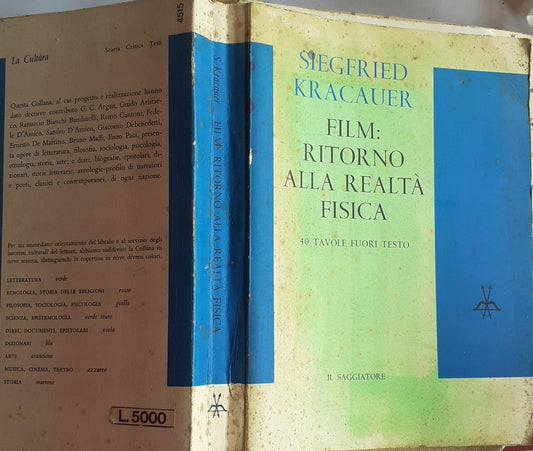 4515
La Cultura
Storia Critica Testi
Questa Collana, al cui progetto e realizzazione hanno
dato decisivo contributo G. C. Argan, Guido Aristar-
co, Ranuccio Bianchi Bandinelli, Remo Cantoni, Fede-
le D'Amico, Sandro D'Amico, Giacomo Debenedetti,
Ernesto De Martino, Bruno Maffi, Enzo Paci, presen-
ta opere di letteratura, filosofia, sociologia, psicologia,
etnologia, storia, arte; e diari, biografie, epistolari, di-
zionari, storie letterarie, antologie-profilo di narratori
e poeti, classici e contemporanei, di ogni nazione.
Per un immediato orientamento del libraio e al servizio degli
interessi culturali del lettore, abbiamo suddiviso la Collana in
nove sezioni, distinguendo la copertina in nove diversi colori.
LETTERATURA verde
ETNOLOGIA, STORIA DELLE RELIGIONI rosso
FILOSOFIA, SOCIOLOGIA, PSICOLOGIA giallo
SCIENZA, EPISTEMOLOGIA verde scuro
DIARI, DOCUMENTI, EPISTOLARI viola
DIZIONARI lilla
ARTE arancione
MUSICA, CINEMA, TEATRO azzurro
STORIA marrone
L. 5000
S. Kracauer FILM: RITORNO ALLA REALTÀ FISICA
SIEGFRIED
KRACAUER
FILM:
RITORNO
ALLA REALTÀ
FISICA
40 TAVOLE FUORI TESTO
IL SAGGIATORE